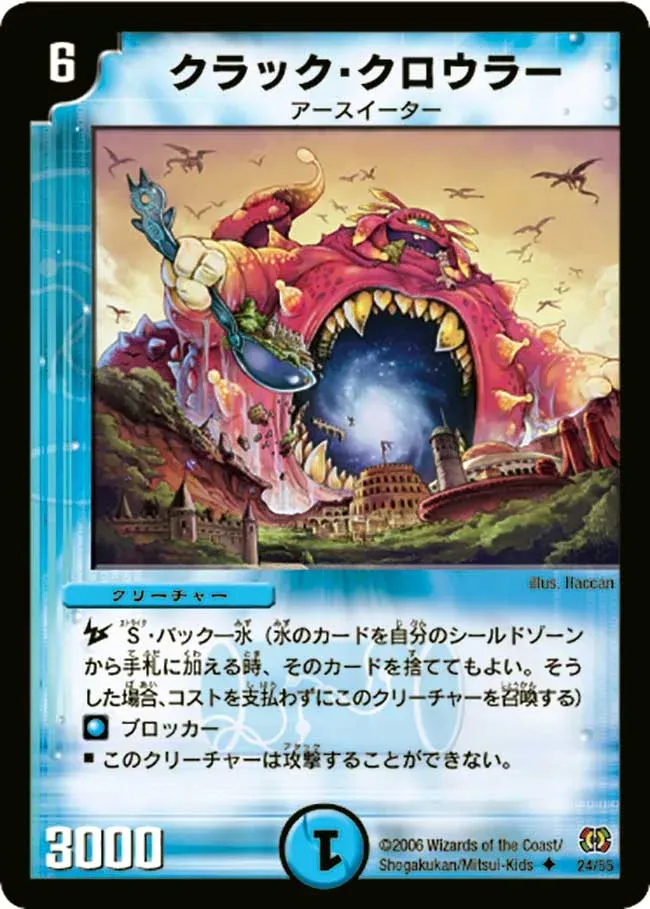 6
クラック・クロウラー
アースイーター
illus. Haccan
クリーチャー
S・バック―水（水のカードを自分のシールドゾーン
から手札に加える時、そのカードを捨ててもよい。そう
した場合、コストを支払わずにこのクリーチャーを召喚する）
ブロッカー
■ このクリーチャーは攻撃することができない。
3000
1
©2006 Wizards of the Coast/
Shogakukan/Mitsui-Kids
24/55